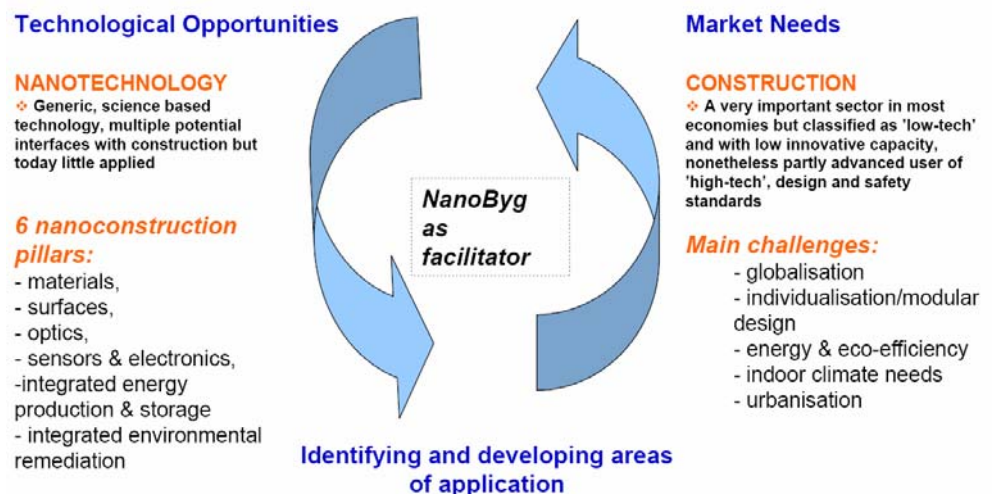 Technological Opportunities
NANOTECHNOLOGY
❖ Generic, science based
technology, multiple potential
interfaces with construction but
today little applied
6 nanoconstruction
pillars:
- materials,
- surfaces,
- optics,
- sensors & electronics,
-integrated energy
production & storage
- integrated environmental
remediation
NanoByg
as
facilitator
Market Needs
CONSTRUCTION
❖ A very important sector in most
economies but classified as 'low-tech'
and with low innovative capacity,
nonetheless partly advanced user of
'high-tech', design and safety
standards
Main challenges:
- globalisation
- individualisation/modular
design
- energy & eco-efficiency
- indoor climate needs
- urbanisation
Identifying and developing areas
of application